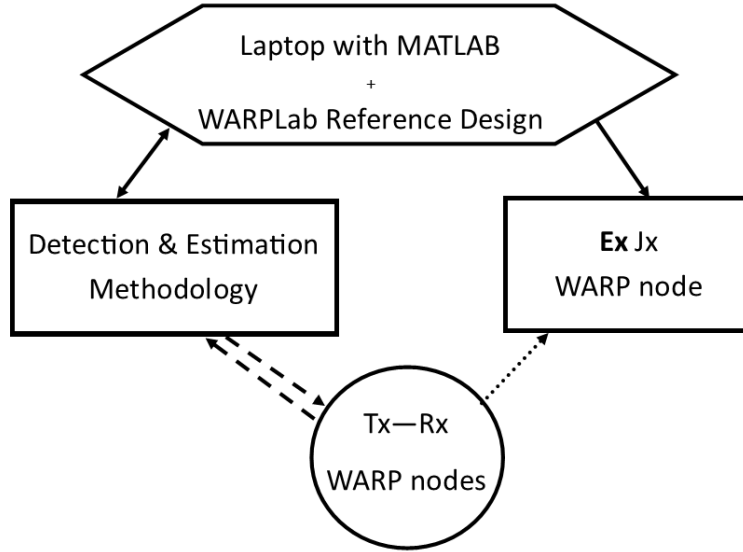 Laptop with MATLAB
+
WARPLab Reference Design
Detection & Estimation
Methodology
Ex Jx
WARP node
Tx—Rx
WARP nodes